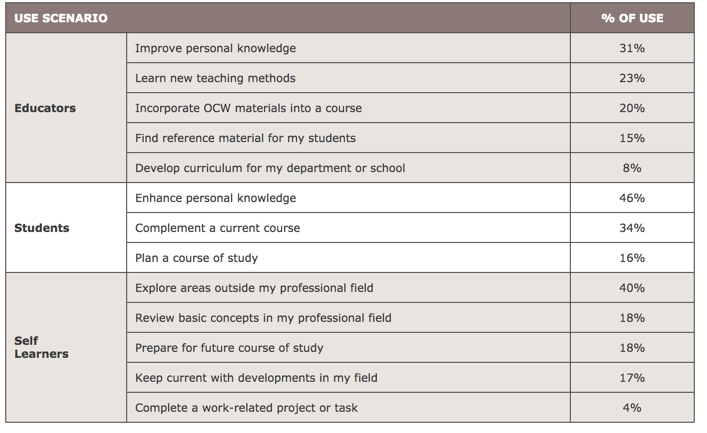 USE SCENARIO % OF USE
Educators
Improve personal knowledge 31%
Learn new teaching methods 23%
Incorporate OCW materials into a course 20%
Find reference material for my students 15%
Develop curriculum for my department or school 8%
Students
Enhance personal knowledge 46%
Complement a current course 34%
Plan a course of study 16%
Self
Learners
Explore areas outside my professional field 40%
Review basic concepts in my professional field 18%
Prepare for future course of study 18%
Keep current with developments in my field 17%
Complete a work-related project or task 4%